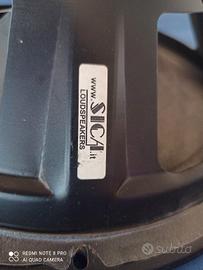 www.
SICA
.it
LOUDSPEAKERS
REDMI NOTE 8 PRO
AI QUAD CAMERA
subito